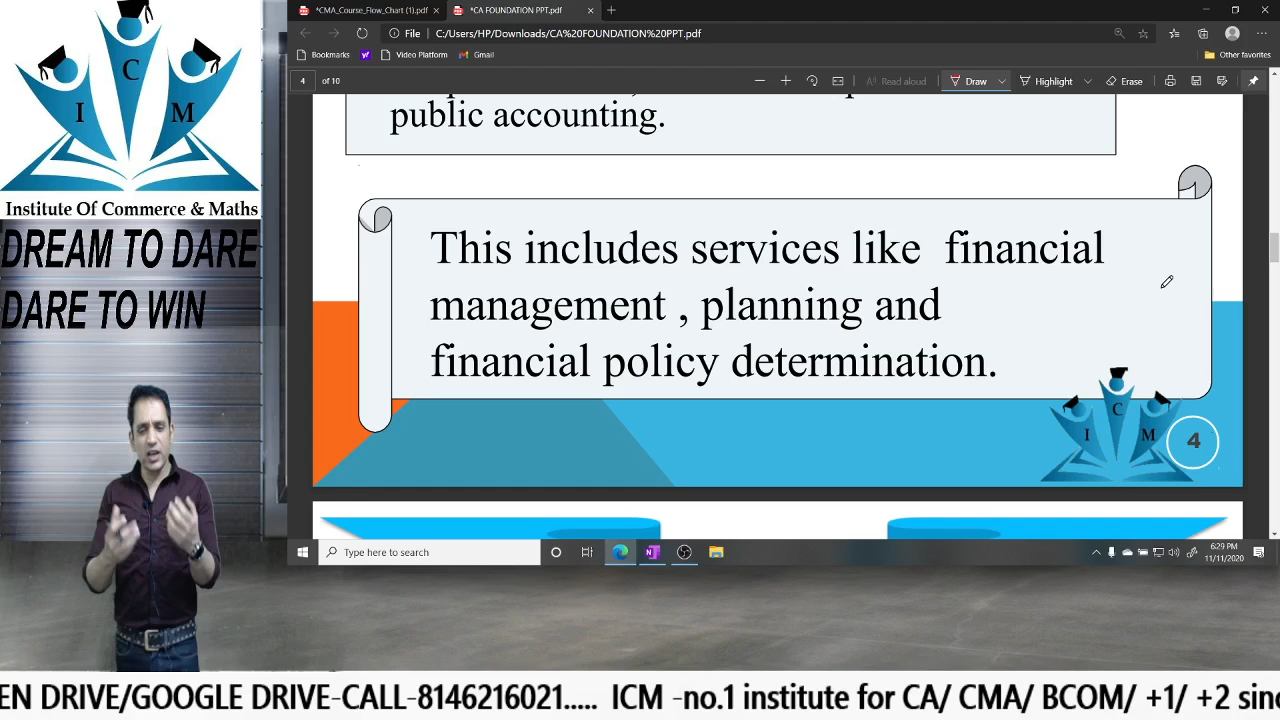 *CMA_Course_Flow_Chart (1).pdf
*CA FOUNDATION PPT.pdf
File C:/Users/HP/Downloads/CA%20FOUNDATION%20PPT.pdf
Bookmarks Video Platform Gmail Other favorites
4 of 10 Read aloud Draw Highlight Erase
I C M
Institute Of Commerce & Maths
DREAM TO DARE
DARE TO WIN
public accounting.
This includes services like financial
management , planning and
financial policy determination.
I C M
4
Type here to search
6:29 PM
11/11/2020
EN DRIVE/GOOGLE DRIVE-CALL-8146216021..... ICM -no.1 institute for CA/ CMA/ BCOM/ +1/ +2 sinc